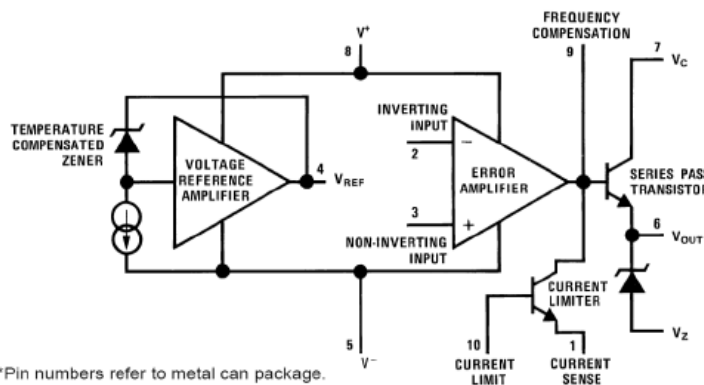 FREQUENCY
COMPENSATION
V+
8
9
7
VC
TEMPERATURE
COMPENSATED
ZENER
VOLTAGE
REFERENCE
AMPLIFIER
4
VREF
INVERTING
INPUT
2
−
ERROR
AMPLIFIER
3
+
NON-INVERTING
INPUT
SERIES PASS
TRANSISTOR
6
VOUT
CURRENT
LIMITER
VZ
5
V−
10
CURRENT
LIMIT
1
CURRENT
SENSE
*Pin numbers refer to metal can package.